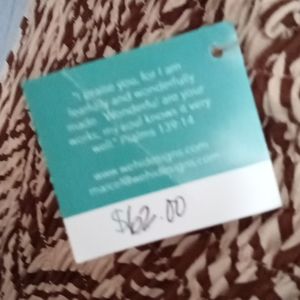 "I praise you, for I am
fearfully and wonderfully
made. Wonderful are your
works; my soul knows it very
well." Psalms 139:14
$62.00